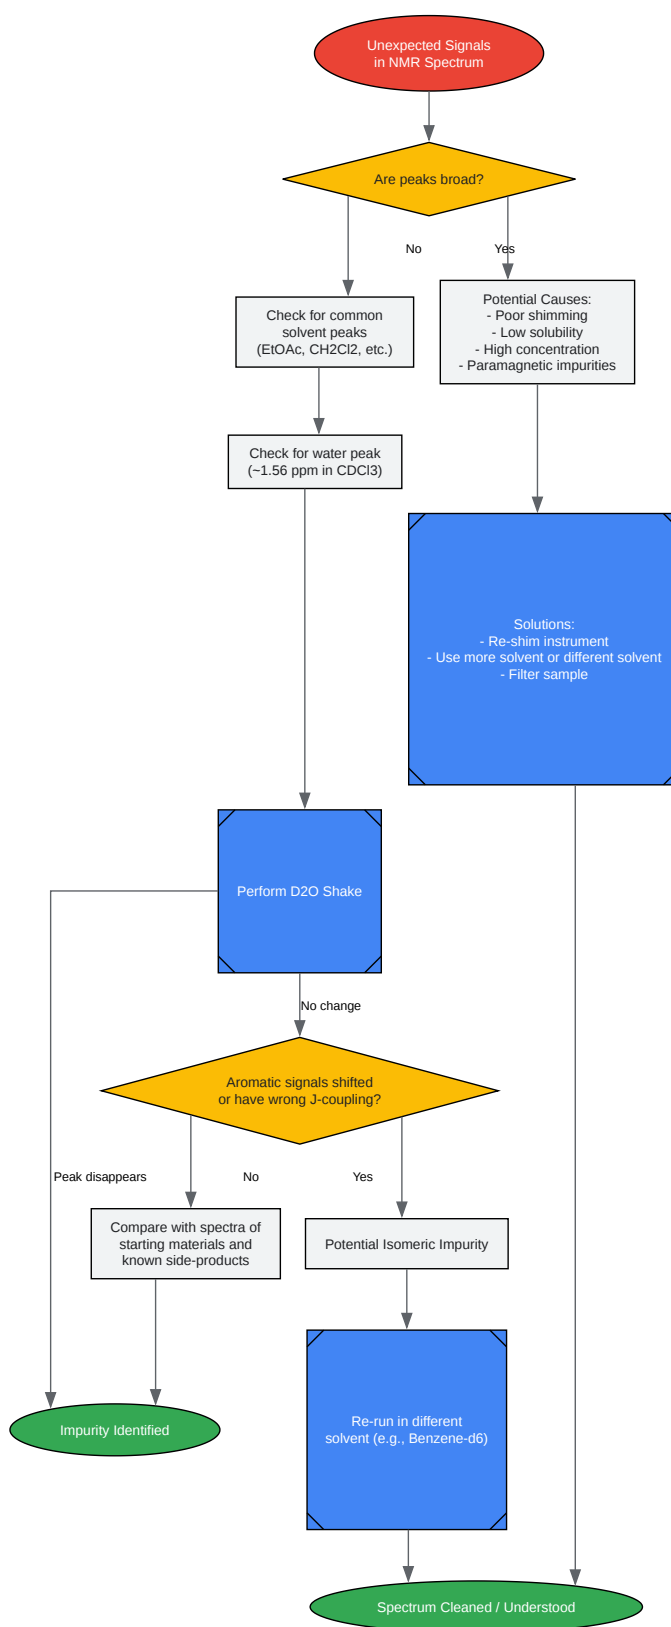 Unexpected Signals
in NMR Spectrum
Are peaks broad?
No
Yes
Check for common
solvent peaks
(EtOAc, CH2Cl2, etc.)
Potential Causes:
- Poor shimming
- Low solubility
- High concentration
- Paramagnetic impurities
Check for water peak
(~1.56 ppm in CDCl3)
Solutions:
- Re-shim instrument
- Use more solvent or different solvent
- Filter sample
Perform D2O Shake
No change
Aromatic signals shifted
or have wrong J-coupling?
Peak disappears
No
Yes
Compare with spectra of
starting materials and
known side-products
Potential Isomeric Impurity
Re-run in different
solvent (e.g., Benzene-d6)
Impurity Identified
Spectrum Cleaned / Understood